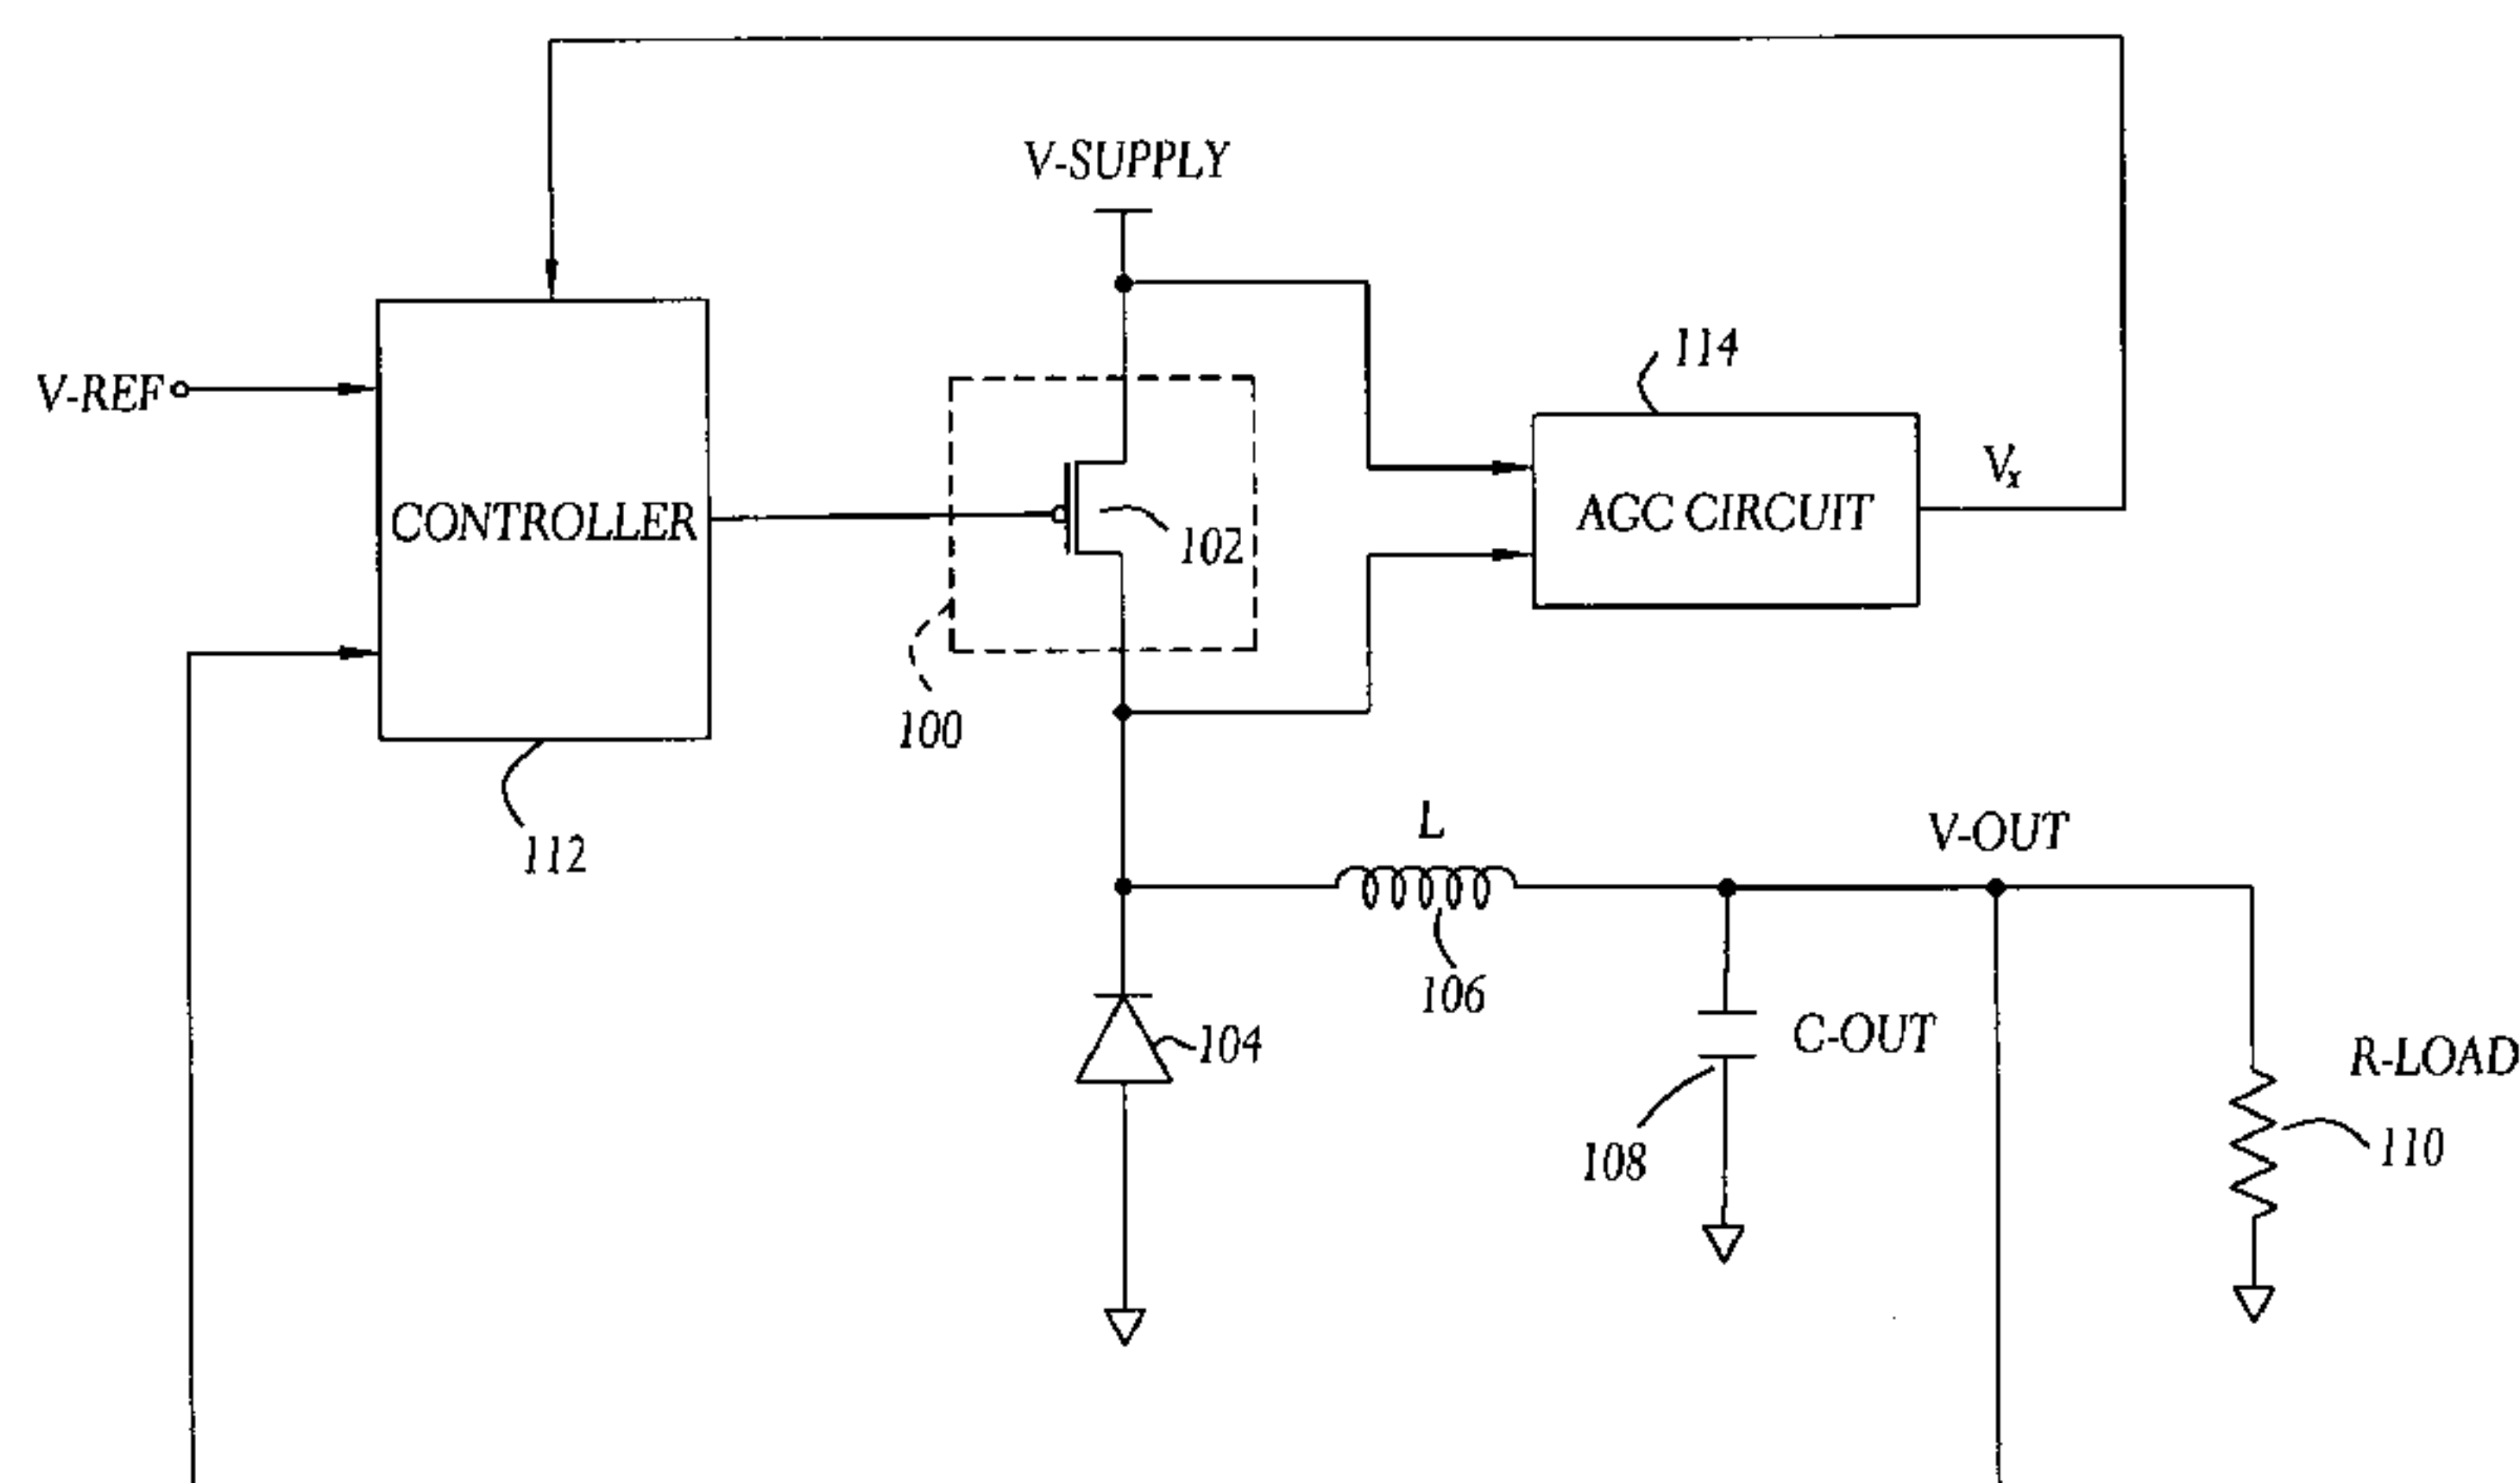 V-SUPPLY
114
V-REF
Vx
CONTROLLER
AGC CIRCUIT
102
100
L
V-OUT
112
106
C-OUT
104
R-LOAD
108
110